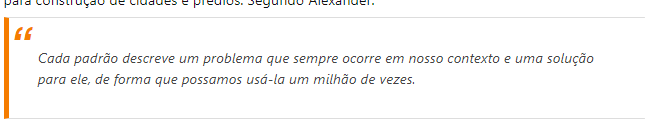 para construção de cidades e prédios. Segundo Alexander:
“
Cada padrão descreve um problema que sempre ocorre em nosso contexto e uma solução
para ele, de forma que possamos usá-la um milhão de vezes.